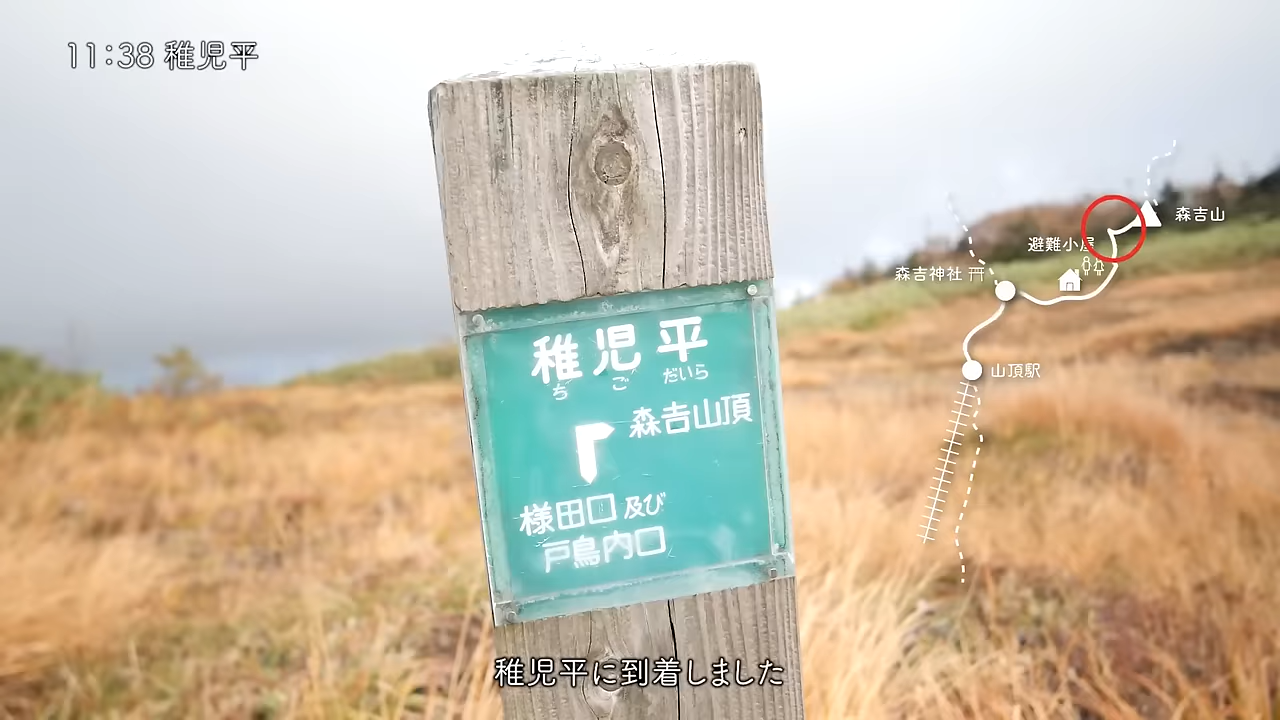 11:38 稚児平
稚児平
ち ご だいら
森吉山頂
様田口及び
戸鳥内口
森吉山
避難小屋
森吉神社
山頂駅
稚児平に到着しました